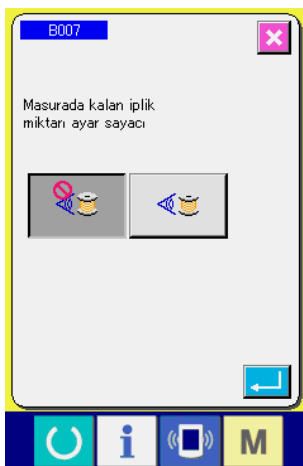 B007
Masurada kalan iplik
miktarı ayar sayacı
i
M